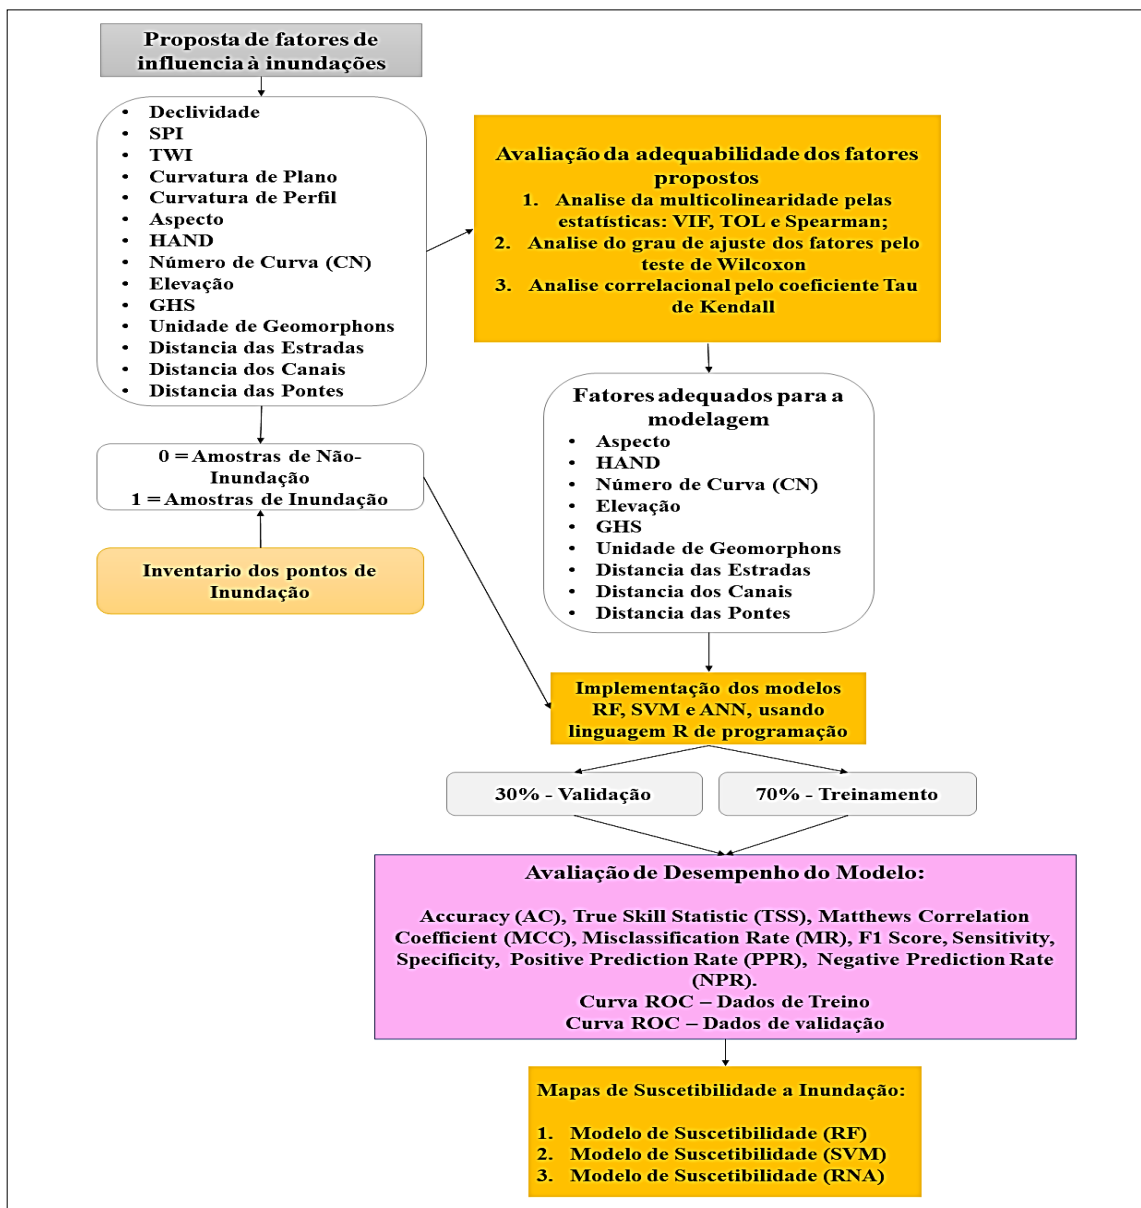 Proposta de fatores de
influencia à inundações
• Declividade
• SPI
• TWI
• Curvatura de Plano
• Curvatura de Perfil
• Aspecto
• HAND
• Número de Curva (CN)
• Elevação
• GHS
• Unidade de Geomorphons
• Distancia das Estradas
• Distancia dos Canais
• Distancia das Pontes
Avaliação da adequabilidade dos fatores
propostos
1. Analise da multicolinearidade pelas
estatísticas: VIF, TOL e Spearman;
2. Analise do grau de ajuste dos fatores pelo
teste de Wilcoxon
3. Analise correlacional pelo coeficiente Tau
de Kendall
0 = Amostras de Não-
Inundação
1 = Amostras de Inundação
Inventario dos pontos de
Inundação
Fatores adequados para a
modelagem
• Aspecto
• HAND
• Número de Curva (CN)
• Elevação
• GHS
• Unidade de Geomorphons
• Distancia das Estradas
• Distancia dos Canais
• Distancia das Pontes
Implementação dos modelos
RF, SVM e ANN, usando
linguagem R de programação
30% - Validação
70% - Treinamento
Avaliação de Desempenho do Modelo:
Accuracy (AC), True Skill Statistic (TSS), Matthews Correlation
Coefficient (MCC), Misclassification Rate (MR), F1 Score, Sensitivity,
Specificity, Positive Prediction Rate (PPR), Negative Prediction Rate
(NPR).
Curva ROC – Dados de Treino
Curva ROC – Dados de validação
Mapas de Suscetibilidade a Inundação:
1. Modelo de Suscetibilidade (RF)
2. Modelo de Suscetibilidade (SVM)
3. Modelo de Suscetibilidade (RNA)